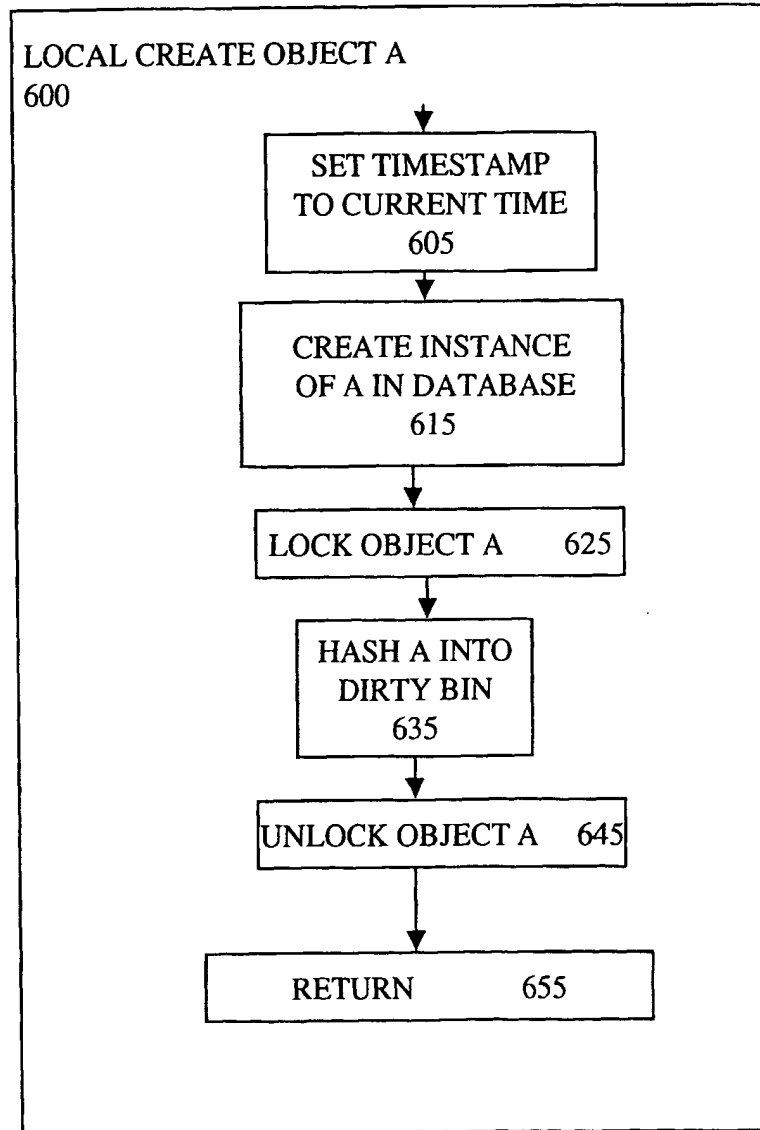 LOCAL CREATE OBJECT A
600
SET TIMESTAMP
TO CURRENT TIME
605
CREATE INSTANCE
OF A IN DATABASE
615
LOCK OBJECT A 625
HASH A INTO
DIRTY BIN
635
UNLOCK OBJECT A 645
RETURN 655